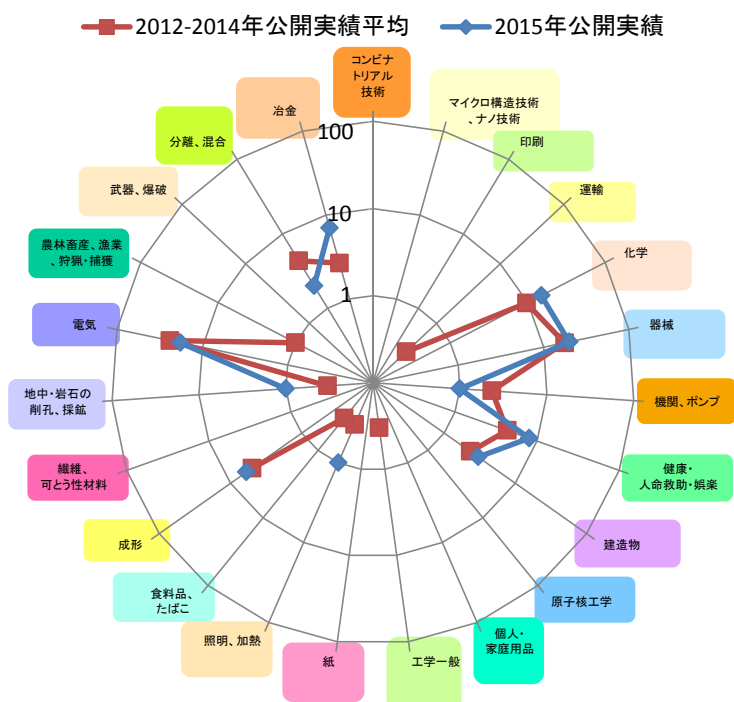 2012-2014年公開実績平均
2015年公開実績
コンビナ
トリアル
技術
マイクロ構造技術
、ナノ技術
印刷
運輸
化学
器械
機関、ポンプ
健康・
人命救助・娯楽
建造物
原子核工学
個人・
家庭用品
工学一般
紙
照明、加熱
食料品、
たばこ
成形
繊維、
可とう性材料
地中・岩石の
削孔、採鉱
電気
農林畜産、漁業
、狩猟・捕獲
武器、爆破
分離、混合
冶金
100
10
1